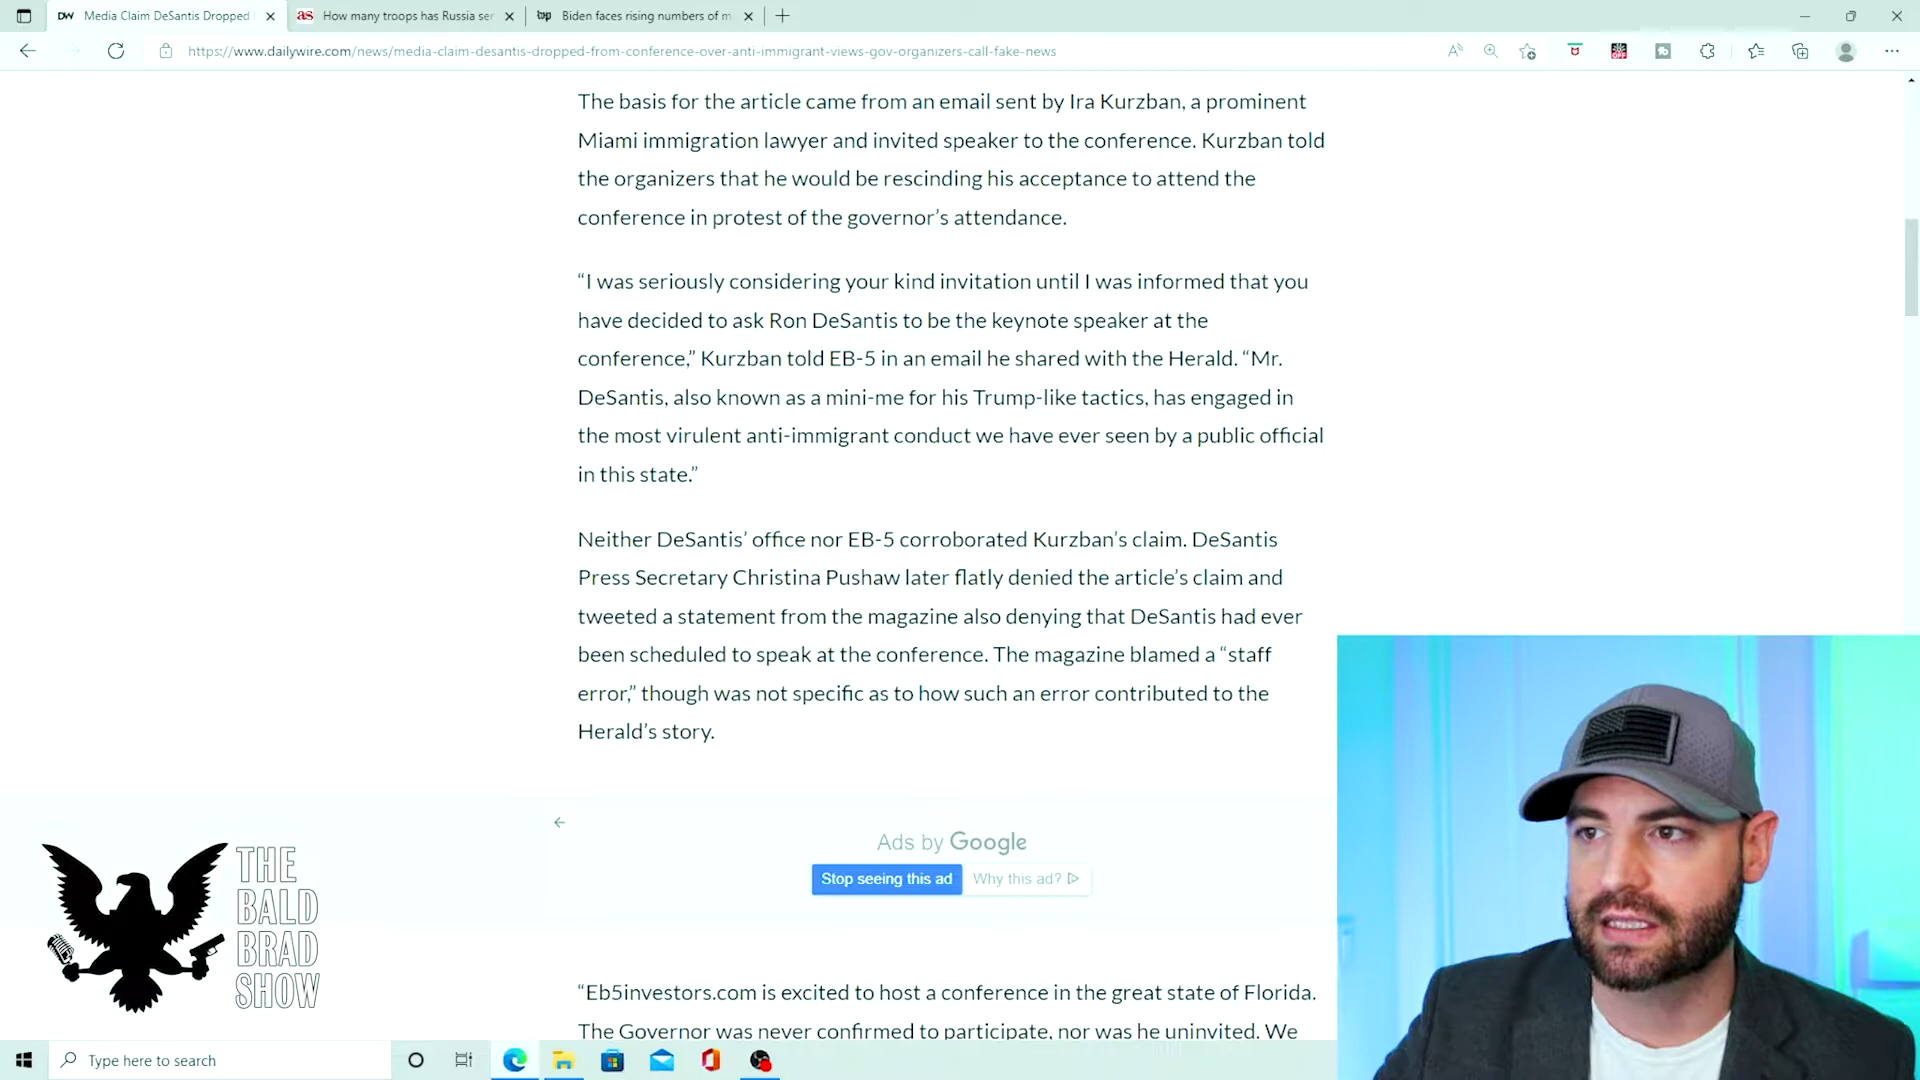 DW Media Claim DeSantis Dropped
as How many troops has Russia ser
bp Biden faces rising numbers of m
https://www.dailywire.com/news/media-claim-desantis-dropped-from-conference-over-anti-immigrant-views-gov-organizers-call-fake-news
The basis for the article came from an email sent by Ira Kurzban, a prominent
Miami immigration lawyer and invited speaker to the conference. Kurzban told
the organizers that he would be rescinding his acceptance to attend the
conference in protest of the governor’s attendance.
“I was seriously considering your kind invitation until I was informed that you
have decided to ask Ron DeSantis to be the keynote speaker at the
conference,” Kurzban told EB-5 in an email he shared with the Herald. “Mr.
DeSantis, also known as a mini-me for his Trump-like tactics, has engaged in
the most virulent anti-immigrant conduct we have ever seen by a public official
in this state.”
Neither DeSantis’ office nor EB-5 corroborated Kurzban’s claim. DeSantis
Press Secretary Christina Pushaw later flatly denied the article’s claim and
tweeted a statement from the magazine also denying that DeSantis had ever
been scheduled to speak at the conference. The magazine blamed a “staff
error,” though was not specific as to how such an error contributed to the
Herald’s story.
Ads by Google
Stop seeing this ad
Why this ad?
THE
BALD
BRAD
SHOW
“Eb5investors.com is excited to host a conference in the great state of Florida.
The Governor was never confirmed to participate, nor was he uninvited. We
Type here to search